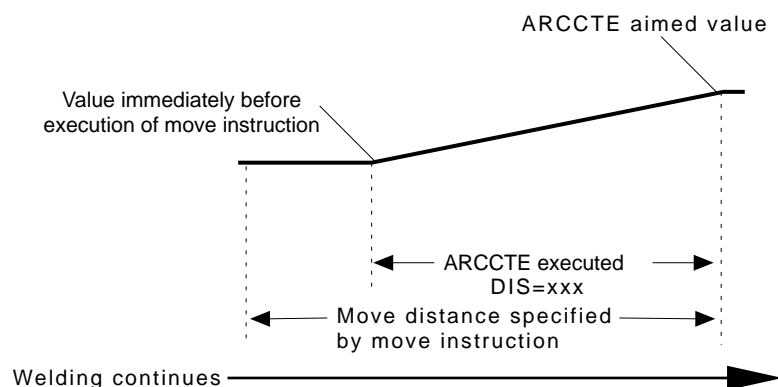 ARCCTE aimed value
Value immediately before
execution of move instruction
ARCCTE executed
DIS=xxx
Move distance specified
by move instruction
Welding continues